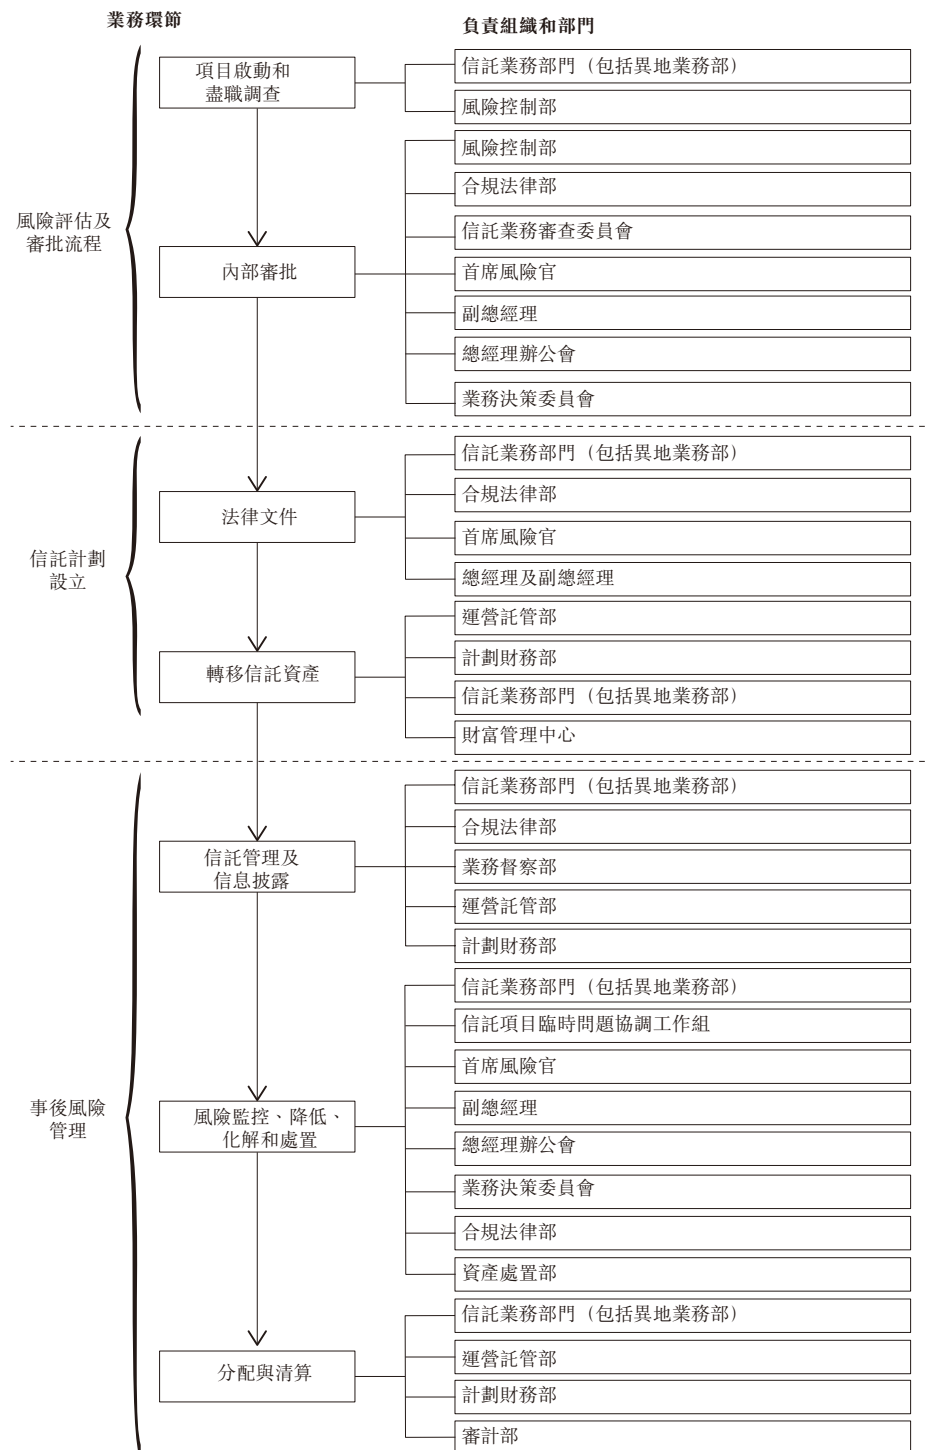 業務環節
負責組織和部門
風險評估及
審批流程
項目啟動和
盡職調查
信託業務部門（包括異地業務部）
風險控制部
內部審批
風險控制部
合規法律部
信託業務審查委員會
首席風險官
副總經理
總經理辦公會
業務決策委員會
信託計劃
設立
法律文件
信託業務部門（包括異地業務部）
合規法律部
首席風險官
總經理及副總經理
轉移信託資產
運營託管部
計劃財務部
信託業務部門（包括異地業務部）
財富管理中心
事後風險
管理
信託管理及
信息披露
信託業務部門（包括異地業務部）
合規法律部
業務督察部
運營託管部
計劃財務部
風險監控、降低、
化解和處置
信託業務部門（包括異地業務部）
信託項目臨時問題協調工作組
首席風險官
副總經理
總經理辦公會
業務決策委員會
合規法律部
資產處置部
分配與清算
信託業務部門（包括異地業務部）
運營託管部
計劃財務部
審計部